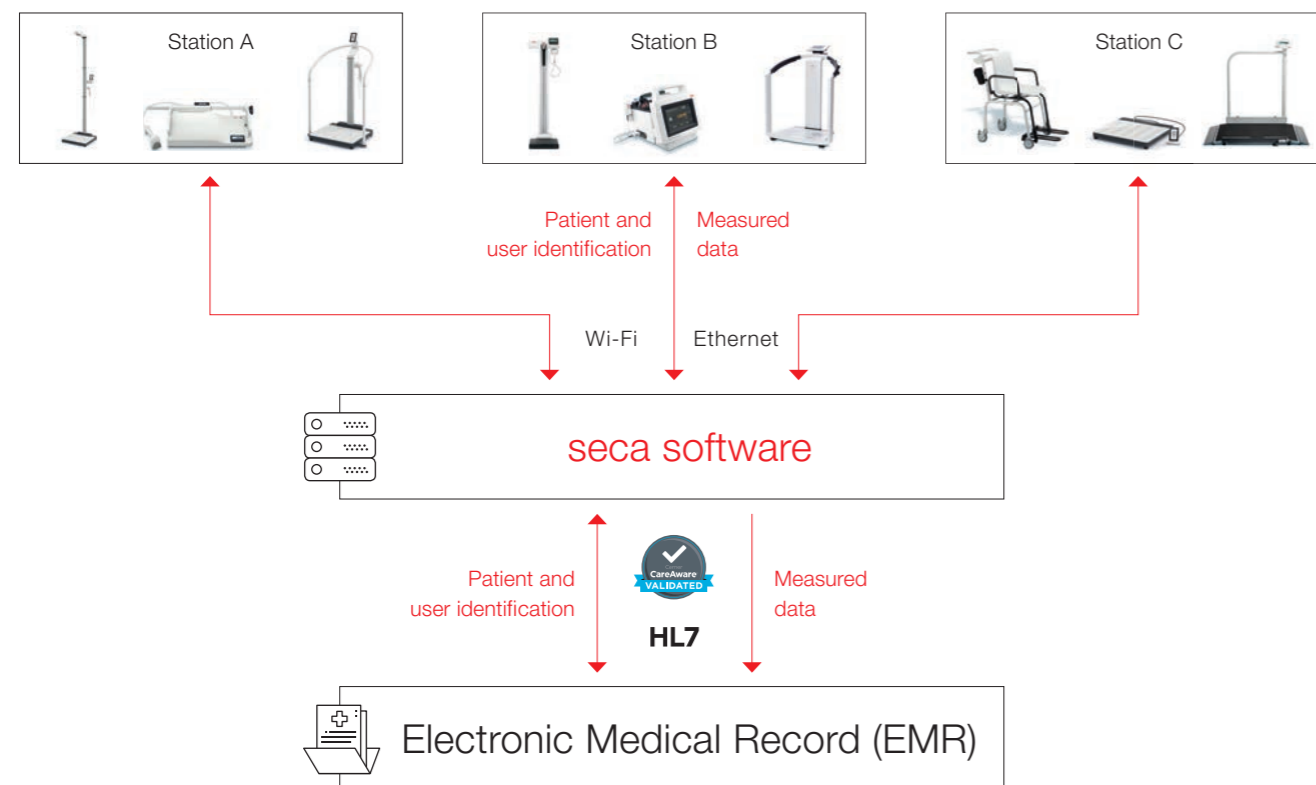 Station A
Station B
Station C
Patient and
user identification
Measured
data
Wi-Fi
Ethernet
seca software
Patient and
user identification
CareAware
VALIDATED
HL7
Measured
data
Electronic Medical Record (EMR)